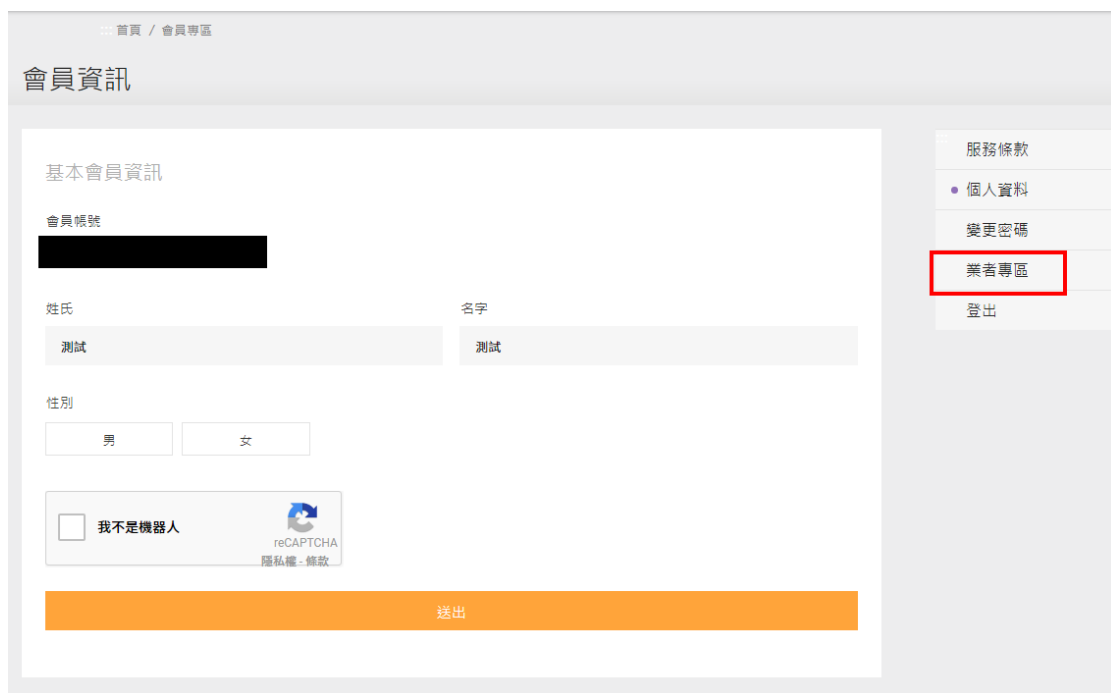 首頁 / 會員專區
會員資訊
基本會員資訊
會員帳號
姓氏
名字
測試
測試
性別
男
女
我不是機器人
reCAPTCHA
隱私權 - 條款
送出
服務條款
個人資料
變更密碼
業者專區
登出